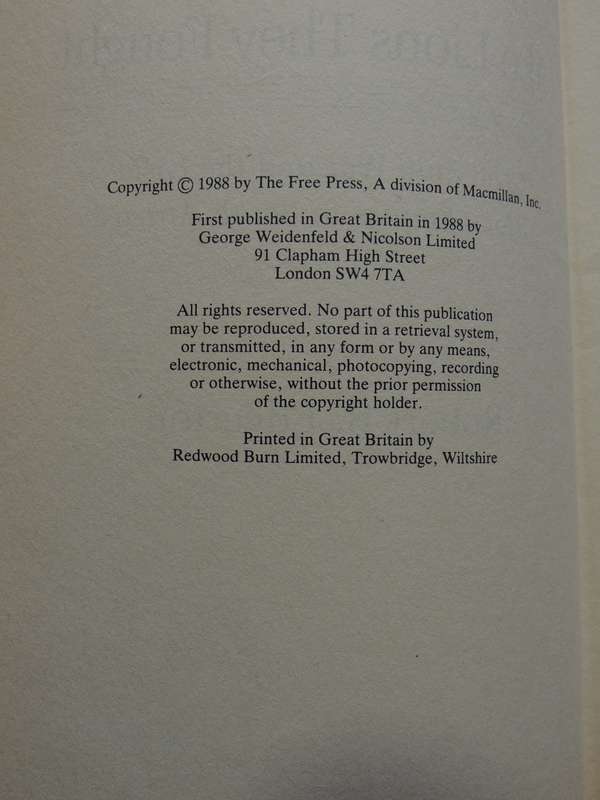 Copyright © 1988 by The Free Press, A division of Macmillan, Inc.
First published in Great Britain in 1988 by
George Weidenfeld & Nicolson Limited
91 Clapham High Street
London SW4 7TA
All rights reserved. No part of this publication
may be reproduced, stored in a retrieval system,
or transmitted, in any form or by any means,
electronic, mechanical, photocopying, recording
or otherwise, without the prior permission
of the copyright holder.
Printed in Great Britain by
Redwood Burn Limited, Trowbridge, Wiltshire